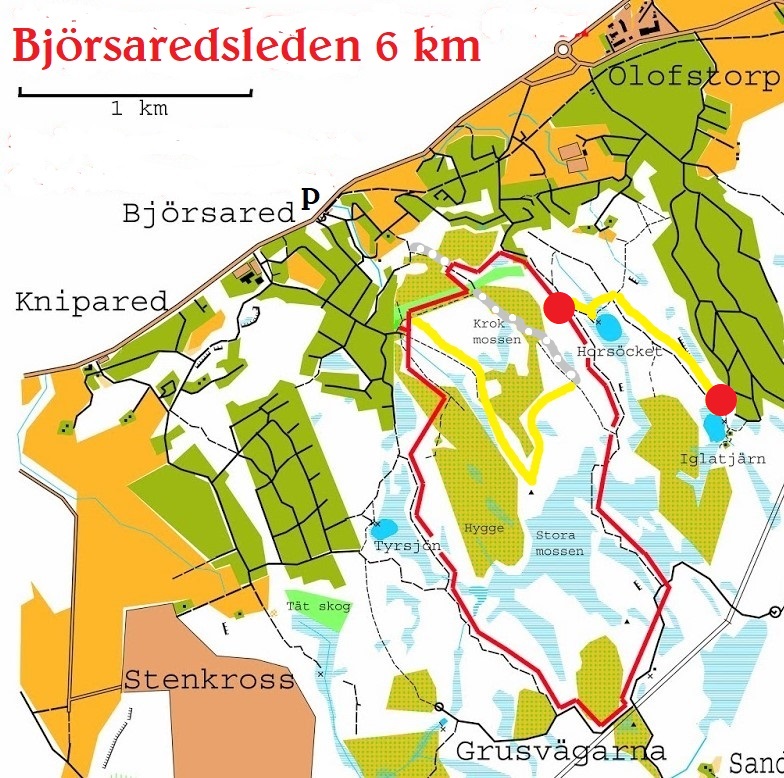 Björsaredsleden 6 km
Olofstorp
1 km
P
Björsared
Knipared
Krok
mossen
Horsöcket
Iglatjärn
Hygge
Stora
mossen
Tyrsjön
Tät skog
Stenkross
Grusvägarna
Sand